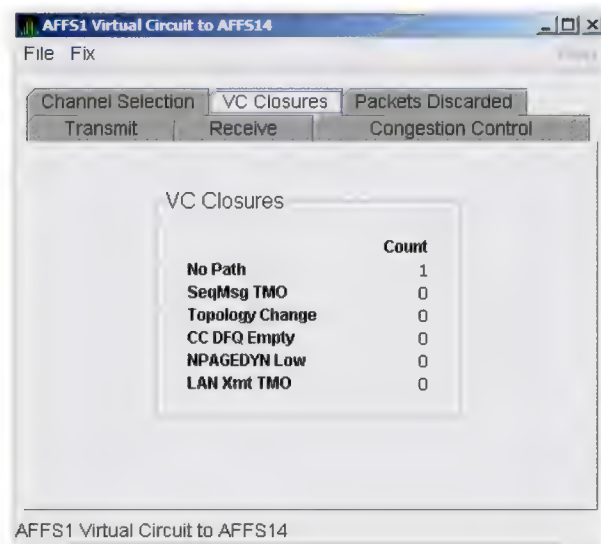 AFFS1 Virtual Circuit to AFFS14
File Fix
Channel Selection VC Closures Packets Discarded
Transmit Receive Congestion Control
VC Closures
Count
No Path 1
SeqMsg TMO 0
Topology Change 0
CC DFQ Empty 0
NPAGEDYN Low 0
LAN Xmt TMO 0
AFFS1 Virtual Circuit to AFFS14